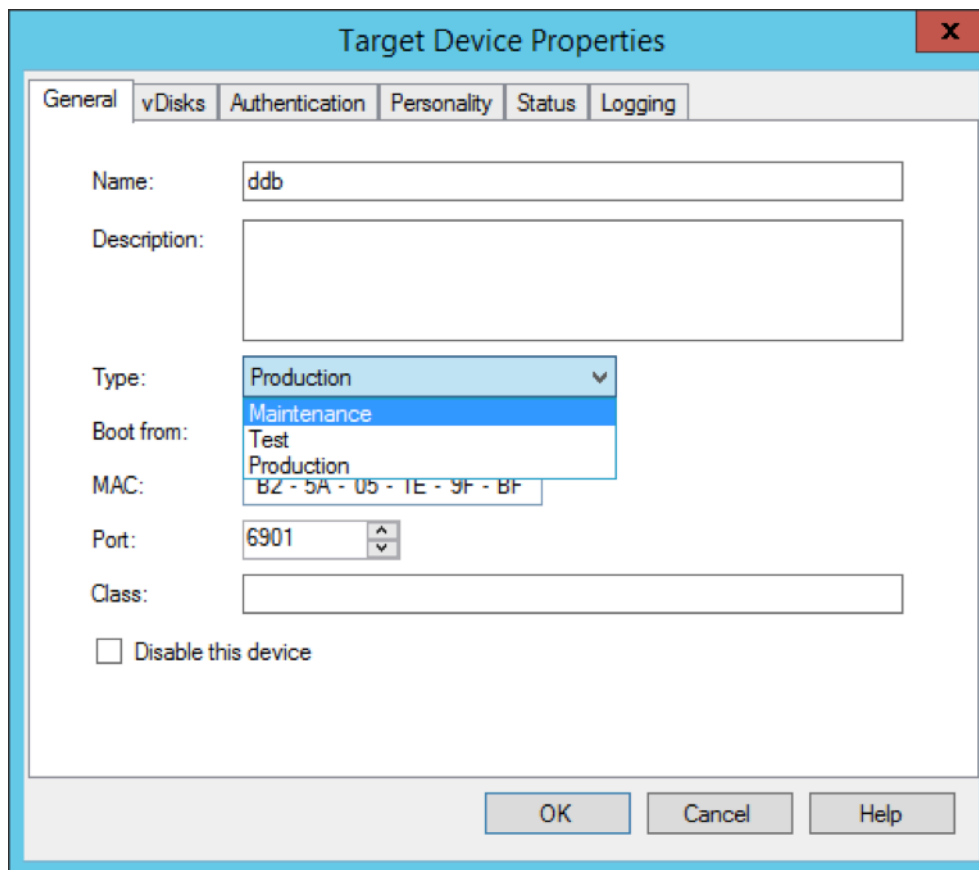 Target Device Properties
x
General vDisks Authentication Personality Status Logging
Name: ddb
Description:
Type: Production
Maintenance
Boot from: Test
Production
MAC: B2 - 5A - 05 - 1E - 9F - BF
Port: 6901
Class:
Disable this device
OK Cancel Help